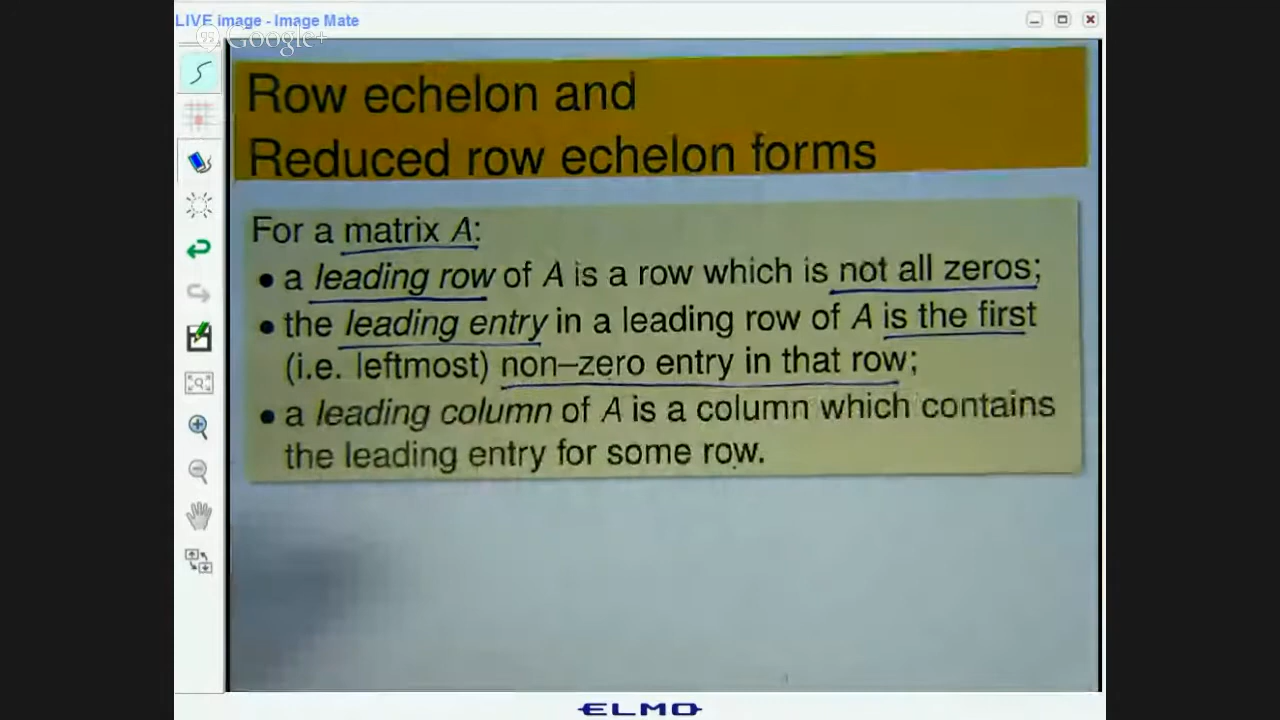 LIVE image - Image Mate
Google+
Row echelon and
Reduced row echelon forms
For a matrix A:
• a leading row of A is a row which is not all zeros;
• the leading entry in a leading row of A is the first
(i.e. leftmost) non–zero entry in that row;
• a leading column of A is a column which contains
the leading entry for some row.
ELMO